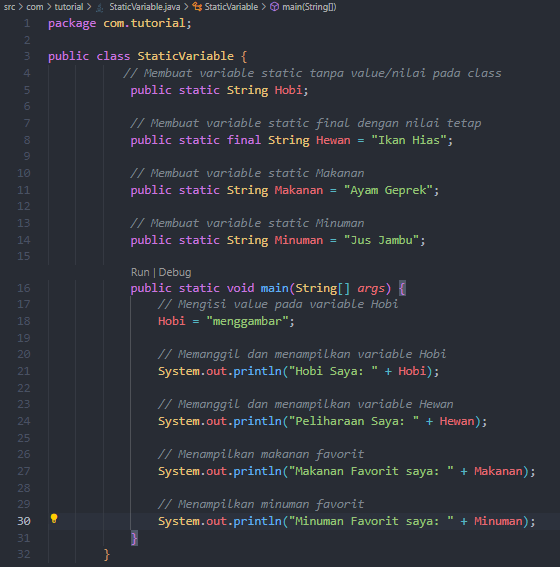 src > com > tutorial > StaticVariable.java > StaticVariable > main(String[])
1 package com.tutorial;
2
3 public class StaticVariable {
4 // Membuat variable static tanpa value/nilai pada class
5 public static String Hobi;
6
7 // Membuat variable static final dengan nilai tetap
8 public static final String Hewan = "Ikan Hias";
9
10 // Membuat variable static Makanan
11 public static String Makanan = "Ayam Geprek";
12
13 // Membuat variable static Minuman
14 public static String Minuman = "Jus Jambu";
15
Run | Debug
16 public static void main(String[] args) {
17 // Mengisi value pada variable Hobi
18 Hobi = "menggambar";
19
20 // Memanggil dan menampilkan variable Hobi
21 System.out.println("Hobi Saya: " + Hobi);
22
23 // Memanggil dan menampilkan variable Hewan
24 System.out.println("Peliharaan Saya: " + Hewan);
25
26 // Menampilkan makanan favorit
27 System.out.println("Makanan Favorit saya: " + Makanan);
28
29 // Menampilkan minuman favorit
30 System.out.println("Minuman Favorit saya: " + Minuman);
31 }
32 }